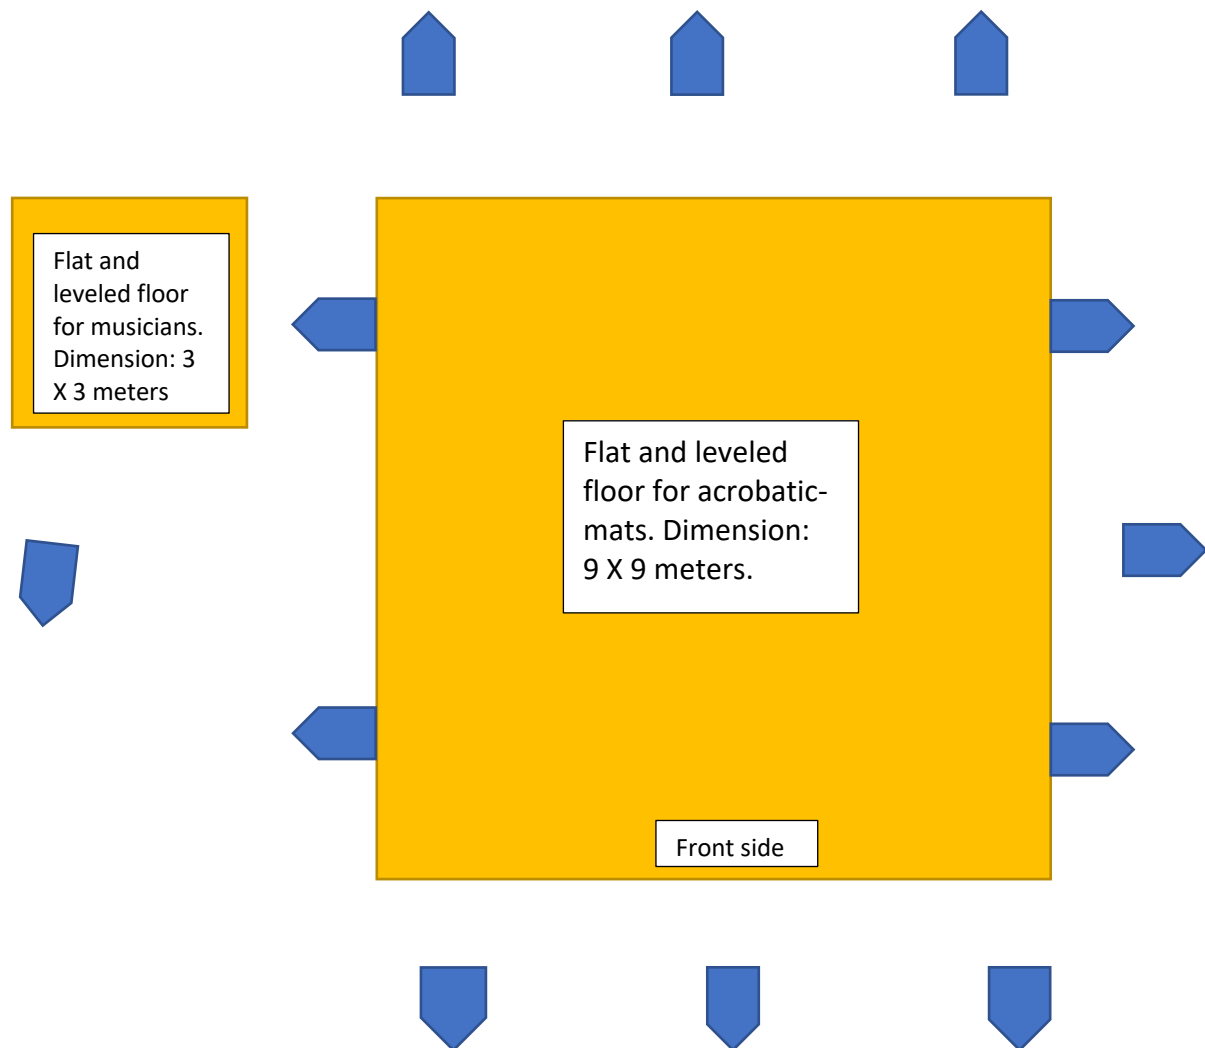 Flat and
leveled floor
for musicians.
Dimension: 3
X 3 meters
Flat and leveled
floor for acrobatic-
mats. Dimension:
9 X 9 meters.
Front side